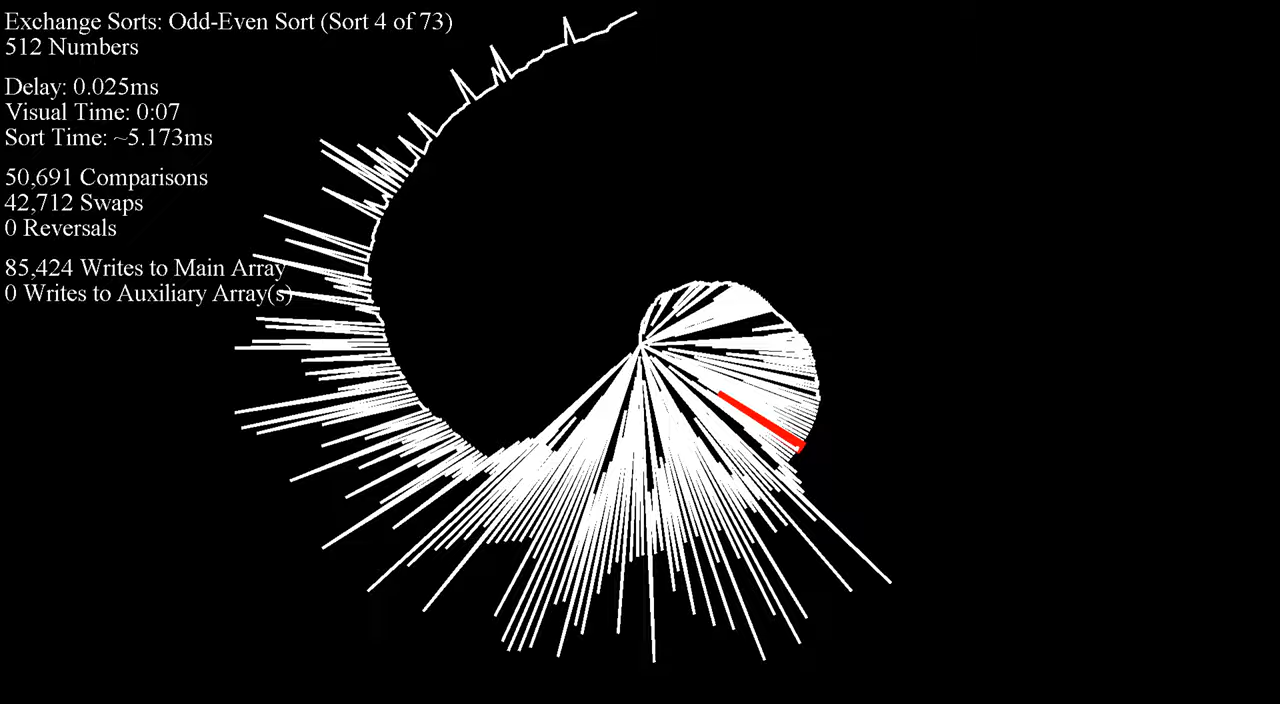 Exchange Sorts: Odd-Even Sort (Sort 4 of 73)
512 Numbers
Delay: 0.025ms
Visual Time: 0:07
Sort Time: ~5.173ms
50,691 Comparisons
42,712 Swaps
0 Reversals
85,424 Writes to Main Array
0 Writes to Auxiliary Array(s)